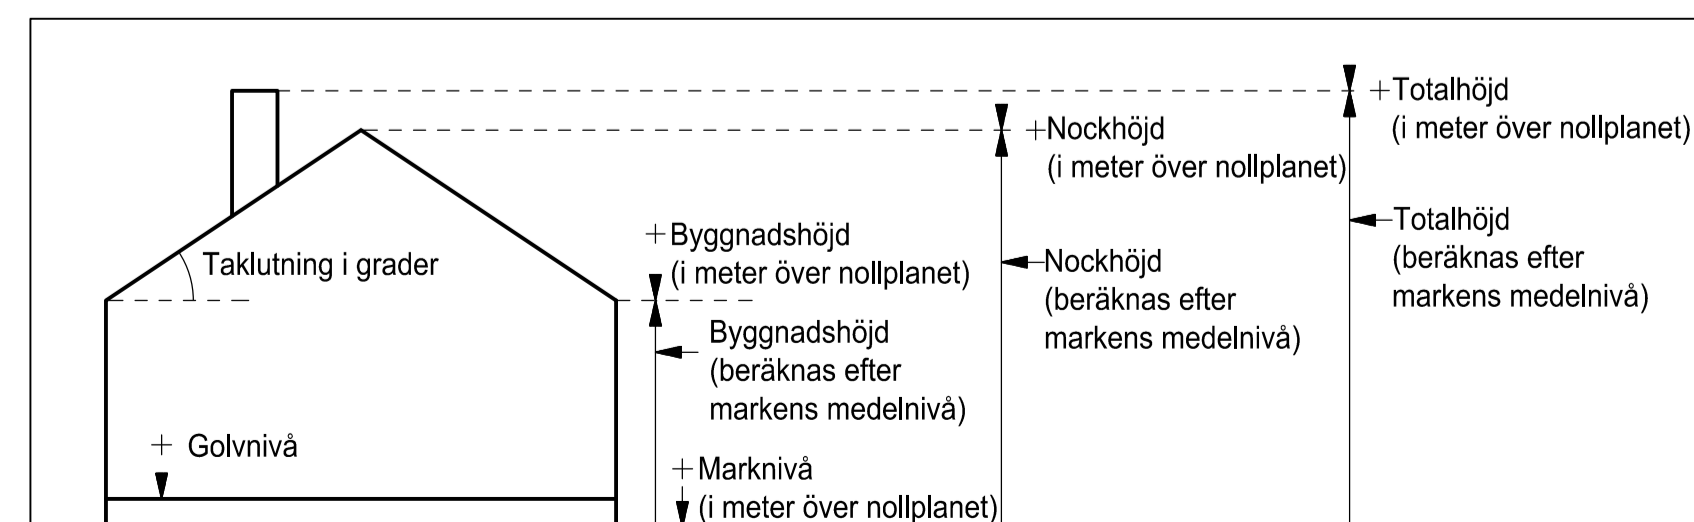 +Totalhöjd
(i meter över nollplanet)
+Nockhöjd
(i meter över nollplanet)
Totalhöjd
(beräknas efter
markens medelnivå)
+Byggnadshöjd
(i meter över nollplanet)
Taklutning i grader
Nockhöjd
(beräknas efter
markens medelnivå)
Byggnadshöjd
(beräknas efter
markens medelnivå)
+ Golvnivå
+Marknivå
(i meter över nollplanet)